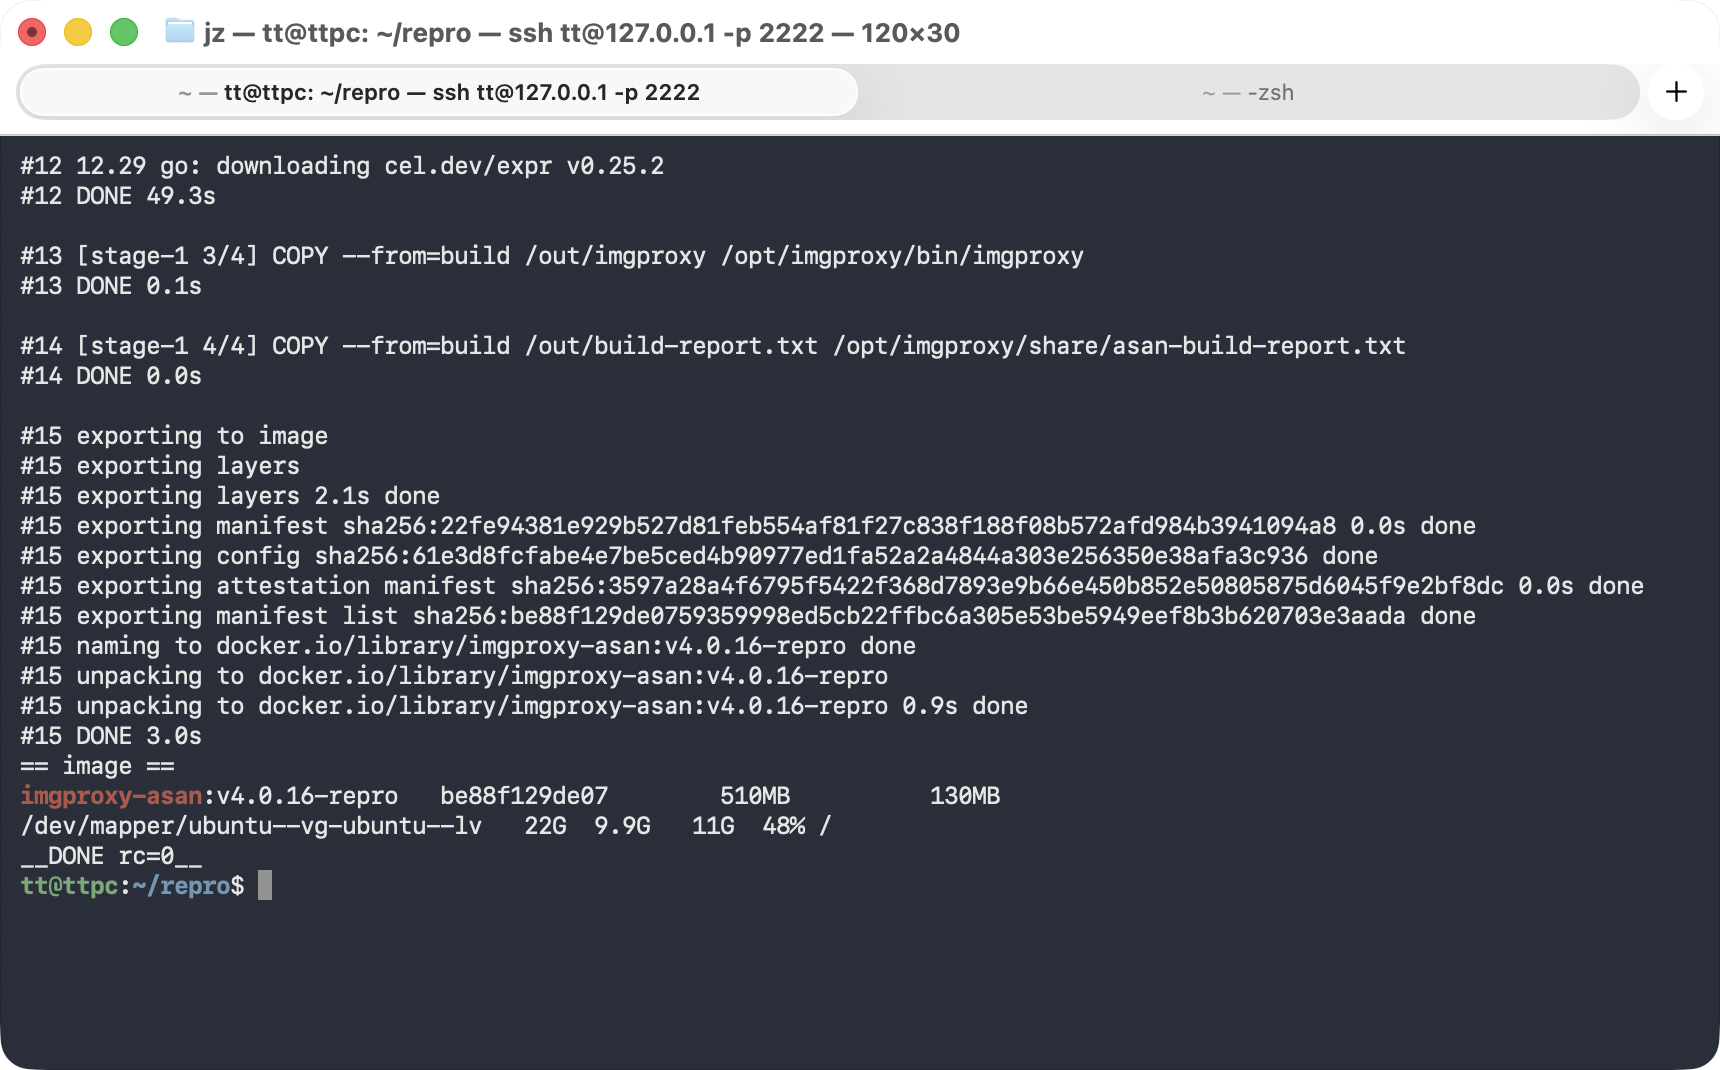 jz — tt@ttpc: ~/repro — ssh tt@127.0.0.1 -p 2222 — 120×30
~ — tt@ttpc: ~/repro — ssh tt@127.0.0.1 -p 2222
~ — -zsh
+
#12 12.29 go: downloading cel.dev/expr v0.25.2
#12 DONE 49.3s
#13 [stage-1 3/4] COPY --from=build /out/imgproxy /opt/imgproxy/bin/imgproxy
#13 DONE 0.1s
#14 [stage-1 4/4] COPY --from=build /out/build-report.txt /opt/imgproxy/share/asan-build-report.txt
#14 DONE 0.0s
#15 exporting to image
#15 exporting layers
#15 exporting layers 2.1s done
#15 exporting manifest sha256:22fe94381e929b527d81feb554af81f27c838f188f08b572afd984b3941094a8 0.0s done
#15 exporting config sha256:61e3d8fcfabe4e7be5ced4b90977ed1fa52a2a4844a303e256350e38afa3c936 done
#15 exporting attestation manifest sha256:3597a28a4f6795f5422f368d7893e9b66e450b852e50805875d6045f9e2bf8dc 0.0s done
#15 exporting manifest list sha256:be88f129de0759359998ed5cb22ffbc6a305e53be5949eef8b3b620703e3aada done
#15 naming to docker.io/library/imgproxy-asan:v4.0.16-repro done
#15 unpacking to docker.io/library/imgproxy-asan:v4.0.16-repro
#15 unpacking to docker.io/library/imgproxy-asan:v4.0.16-repro 0.9s done
#15 DONE 3.0s
== image ==
imgproxy-asan:v4.0.16-repro   be88f129de07        510MB          130MB
/dev/mapper/ubuntu--vg-ubuntu--lv   22G  9.9G   11G  48% /
__DONE rc=0__
tt@ttpc:~/repro$